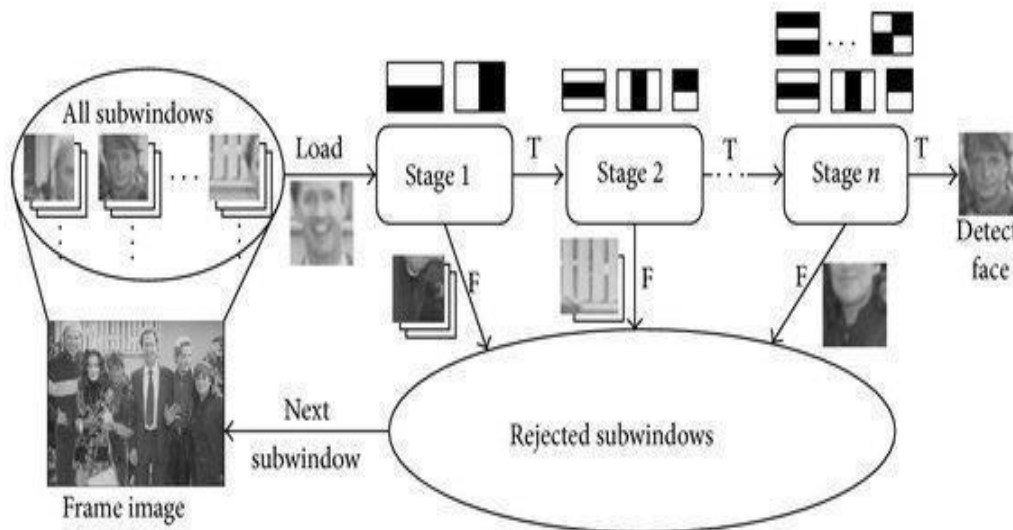 All subwindows
. . .
Load
Stage 1
T
Stage 2
T
. . .
Stage n
T
Detect
face
F
F
F
Rejected subwindows
Next
subwindow
Frame image